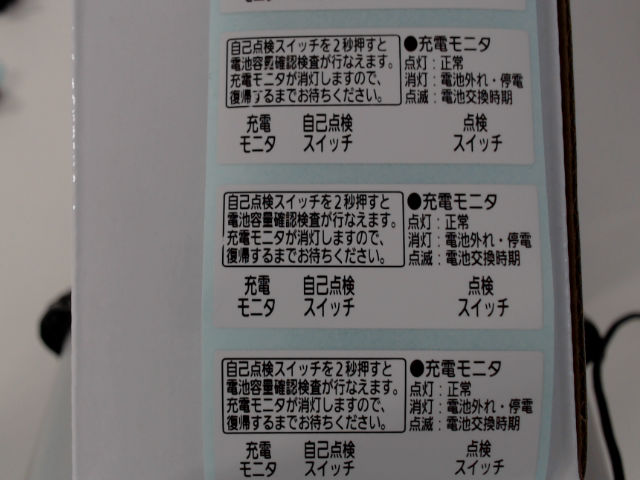 自己点検スイッチを2秒押すと
電池容量確認検査が行なえます。
充電モニタが消灯しますので、
復帰するまでお待ちください。
●充電モニタ
点灯：正常
消灯：電池外れ・停電
点滅：電池交換時期
充電モニタ
自己点検スイッチ
点検スイッチ
自己点検スイッチを2秒押すと
電池容量確認検査が行なえます。
充電モニタが消灯しますので、
復帰するまでお待ちください。
●充電モニタ
点灯：正常
消灯：電池外れ・停電
点滅：電池交換時期
充電 自己点検 点検
モニタ スイッチ スイッチ
自己点検スイッチを2秒押すと
電池容量確認検査が行なえます。
充電モニタが消灯しますので、
復帰するまでお待ちください。
●充電モニタ
点灯：正常
消灯：電池外れ・停電
点滅：電池交換時期
充電 自己点検 点検
モニタ スイッチ スイッチ